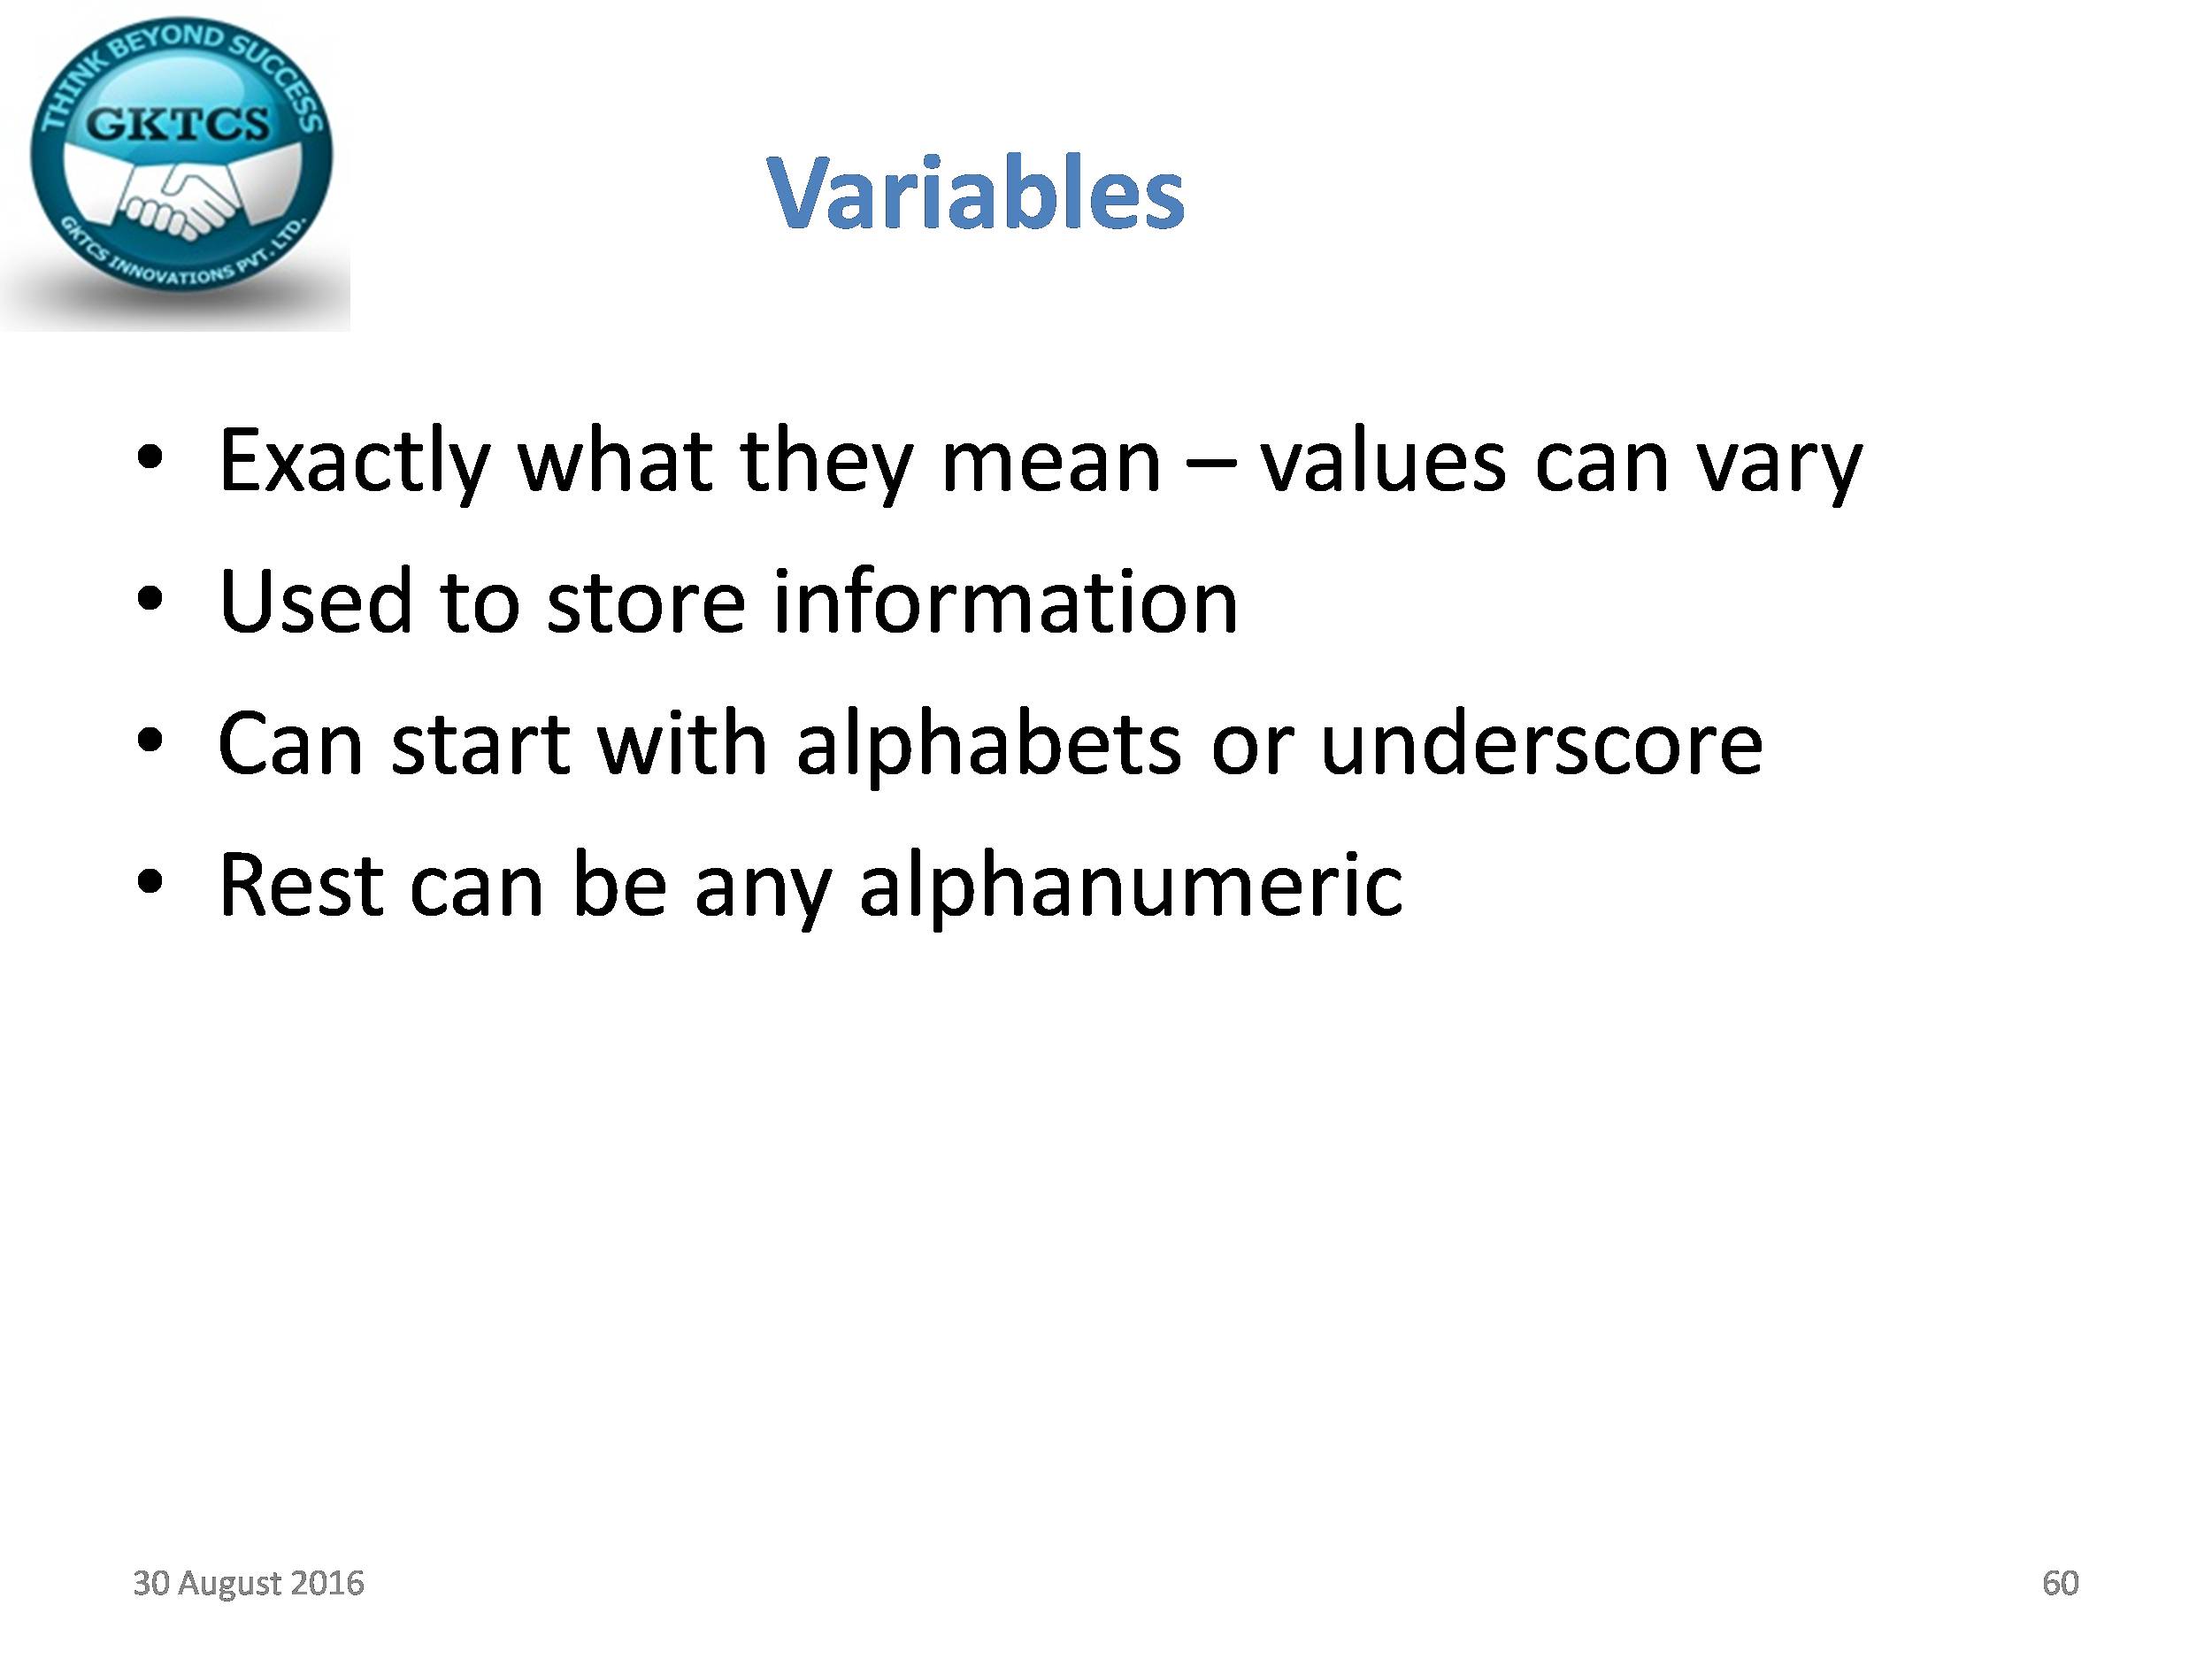 THINK BEYOND SUCCESS
GKTCS
GKTCS INNOVATIONS PVT. LTD.
Variables
• Exactly what they mean – values can vary
• Used to store information
• Can start with alphabets or underscore
• Rest can be any alphanumeric
30 August 2016
60